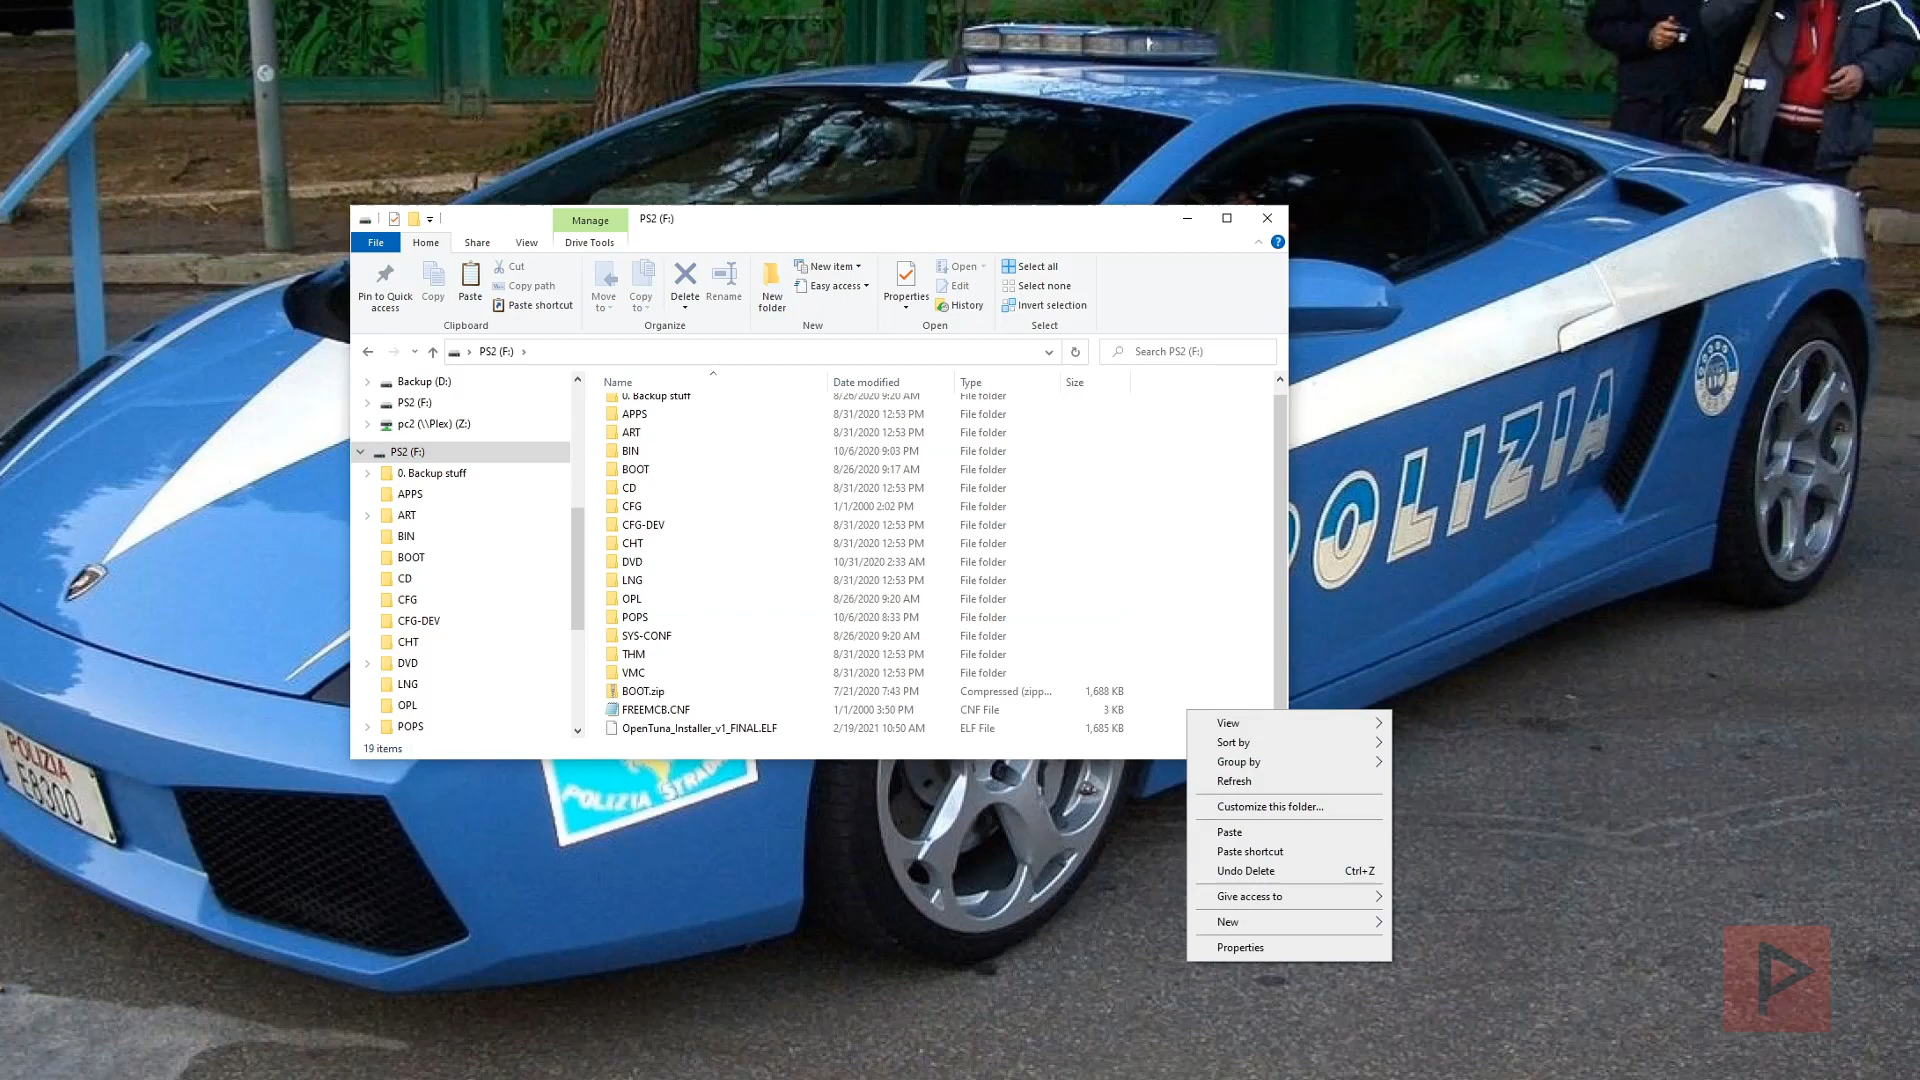 Manage
PS2 (F:)
File
Home
Share
View
Drive Tools
Pin to Quick access
Copy
Paste
Cut
Copy path
Paste shortcut
Clipboard
Move to
Copy to
Delete
Rename
Organize
New folder
New item
Easy access
New
Properties
Open
Edit
History
Open
Select all
Select none
Invert selection
Select
PS2 (F:)
Search PS2 (F:)
Backup (D:)
PS2 (F:)
pc2 (\\Plex) (Z:)
PS2 (F:)
0. Backup stuff
APPS
ART
BIN
BOOT
CD
CFG
CFG-DEV
CHT
DVD
LNG
OPL
POPS
Name Date modified Type Size
0. Backup stuff 8/26/2020 9:20 AM File folder
APPS 8/31/2020 12:53 PM File folder
ART 8/31/2020 12:53 PM File folder
BIN 10/6/2020 9:03 PM File folder
BOOT 8/26/2020 9:17 AM File folder
CD 8/31/2020 12:53 PM File folder
CFG 1/1/2000 2:02 PM File folder
CFG-DEV 8/31/2020 12:53 PM File folder
CHT 8/31/2020 12:53 PM File folder
DVD 10/31/2020 2:33 AM File folder
LNG 8/31/2020 12:53 PM File folder
OPL 8/26/2020 9:20 AM File folder
POPS 10/6/2020 8:33 PM File folder
SYS-CONF 8/26/2020 9:20 AM File folder
THM 8/31/2020 12:53 PM File folder
VMC 8/31/2020 12:53 PM File folder
BOOT.zip 7/21/2020 7:43 PM Compressed (zipp... 1,688 KB
FREEMCB.CNF 1/1/2000 3:50 PM CNF File 3 KB
OpenTuna_Installer_v1_FINAL.ELF 2/19/2021 10:50 AM ELF File 1,685 KB
19 items
View
Sort by
Group by
Refresh
Customize this folder...
Paste
Paste shortcut
Undo Delete Ctrl+Z
Give access to
New
Properties
POLIZIA
POLIZIA
E8300
POLIZIA STRAD
P